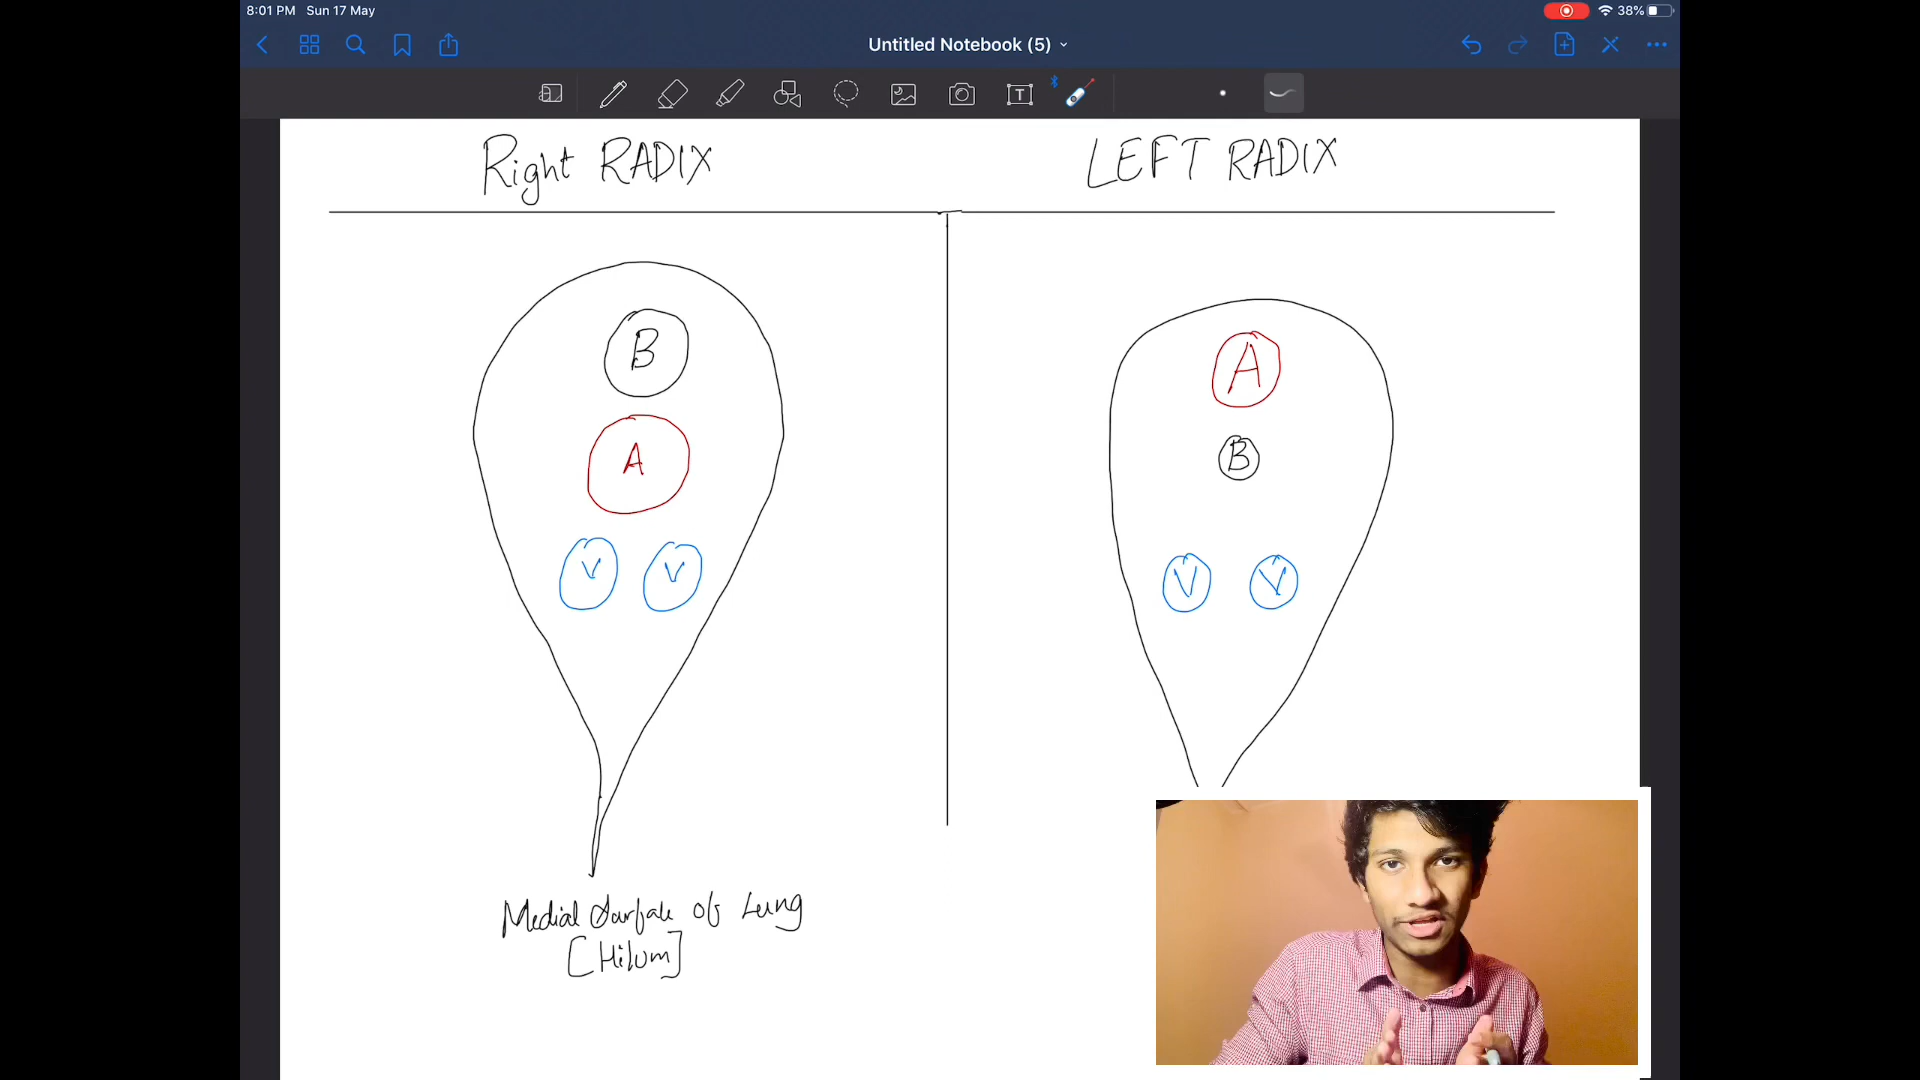 8:01 PM Sun 17 May
38%
Untitled Notebook (5)
T
Right RADIX
LEFT RADIX
B
A
V V
A
B
V V
Medial Surface of Lung
[Hilum]